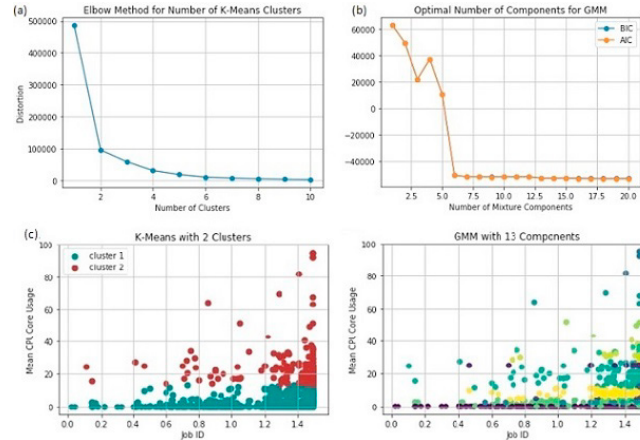 (a)
Elbow Method for Number of K-Means Clusters
500000
400000
300000
200000
100000
0
Distortion
2
4
6
8
10
Number of Clusters
(b)
Optimal Number of Components for GMM
BIC
AIC
60000
40000
20000
0
−20000
−40000
2.5
5.0
7.5
10.0
12.5
15.0
17.5
20.0
Number of Mixture Components
(c)
K-Means with 2 Clusters
cluster 1
cluster 2
100
80
60
40
20
0
Mean CPL Core Usage
0.0
0.2
0.4
0.6
0.8
1.0
1.2
1.4
Job ID
GMM with 13 Components
100
80
60
40
20
0
Mean CPL Core Usage
0.0
0.2
0.4
0.6
0.8
1.0
1.2
1.4
Job ID